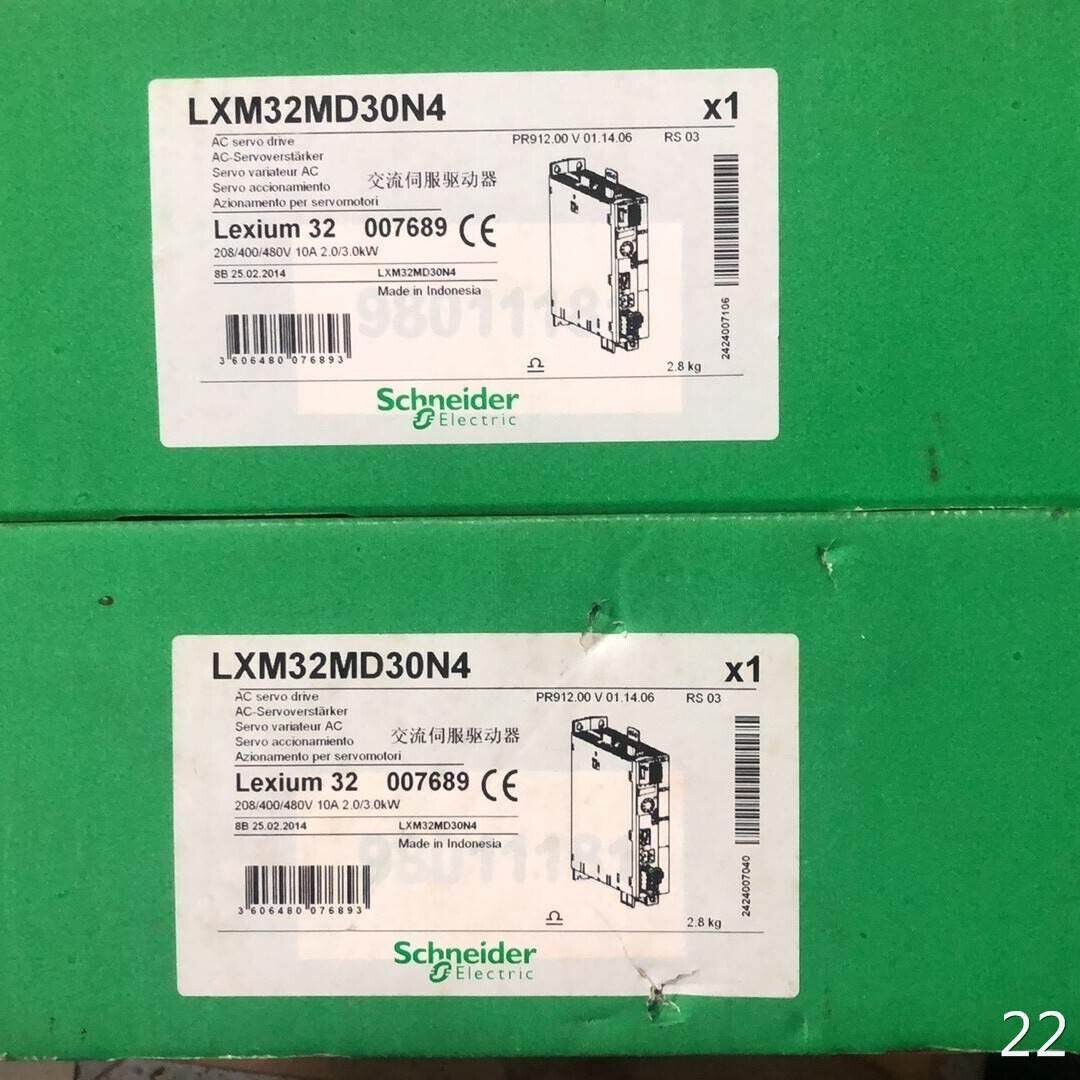 LXM32MD30N4 x1
AC servo drive PR912.00 V 01.14.06 RS 03
AC-Servoverstärker
Servo variateur AC
Servo accionamiento 交流伺服驱动器
Azionamento per servomotori
Lexium 32 007689 CE
208/400/480V 10A 2.0/3.0kW
8B 25.02.2014 LXM32MD30N4
Made in Indonesia
2424007106
3 606480 076893
2.8 kg
Schneider
Electric
LXM32MD30N4 x1
AC servo drive PR912.00 V 01.14.06 RS 03
AC-Servoverstärker
Servo variateur AC
Servo accionamiento 交流伺服驱动器
Azionamento per servomotori
Lexium 32 007689 CE
208/400/480V 10A 2.0/3.0kW
8B 25.02.2014 LXM32MD30N4
Made in Indonesia
2424007040
3 606480 076893
2.8 kg
Schneider
Electric
22